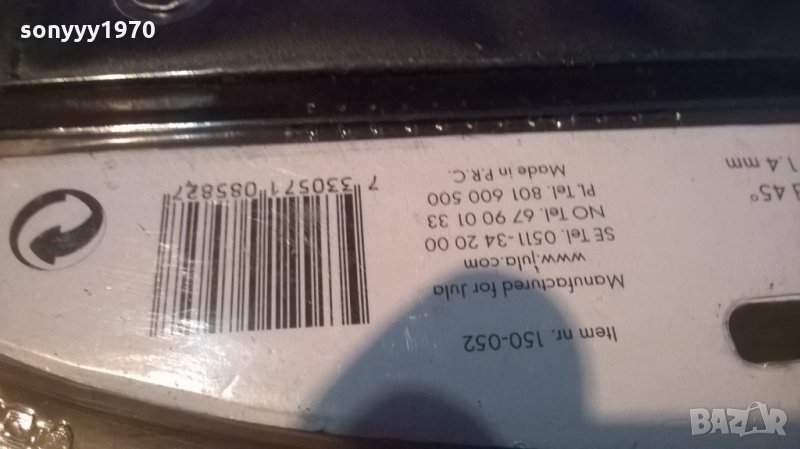 sonyyy1970
Item nr. 150-052
Manufactured for Jula
www.jula.com
SE Tel. 0511-34 20 00
NO Tel. 67 90 01 33
PL Tel. 801 600 500
Made in P.R.C.
7 330571 085827
45°
1.4 mm
BAZAR